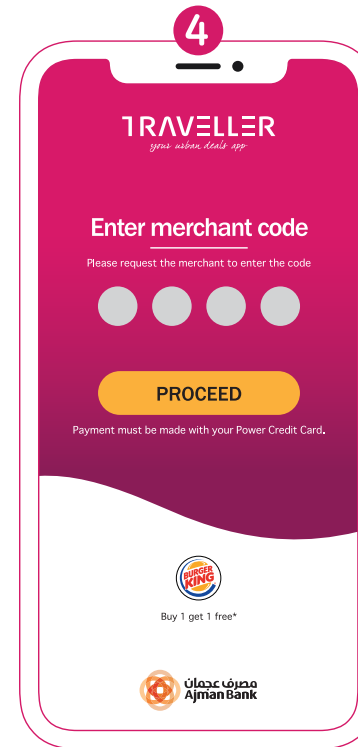 4
TRAVELLER
your urban deals app
Enter merchant code
Please request the merchant to enter the code
PROCEED
Payment must be made with your Power Credit Card.
BURGER
KING
Buy 1 get 1 free*
مصرف عجمان
Ajman Bank